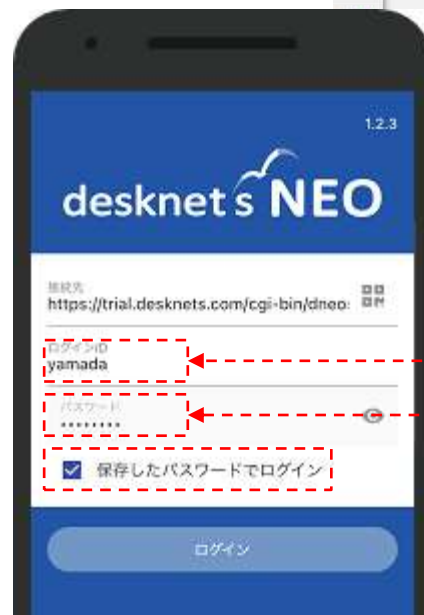 1.2.3
desknet's NEO
接続先
https://trial.desknets.com/cgi-bin/dneo
ログインID
yamada
パスワード
••••••••
保存したパスワードでログイン
ログイン